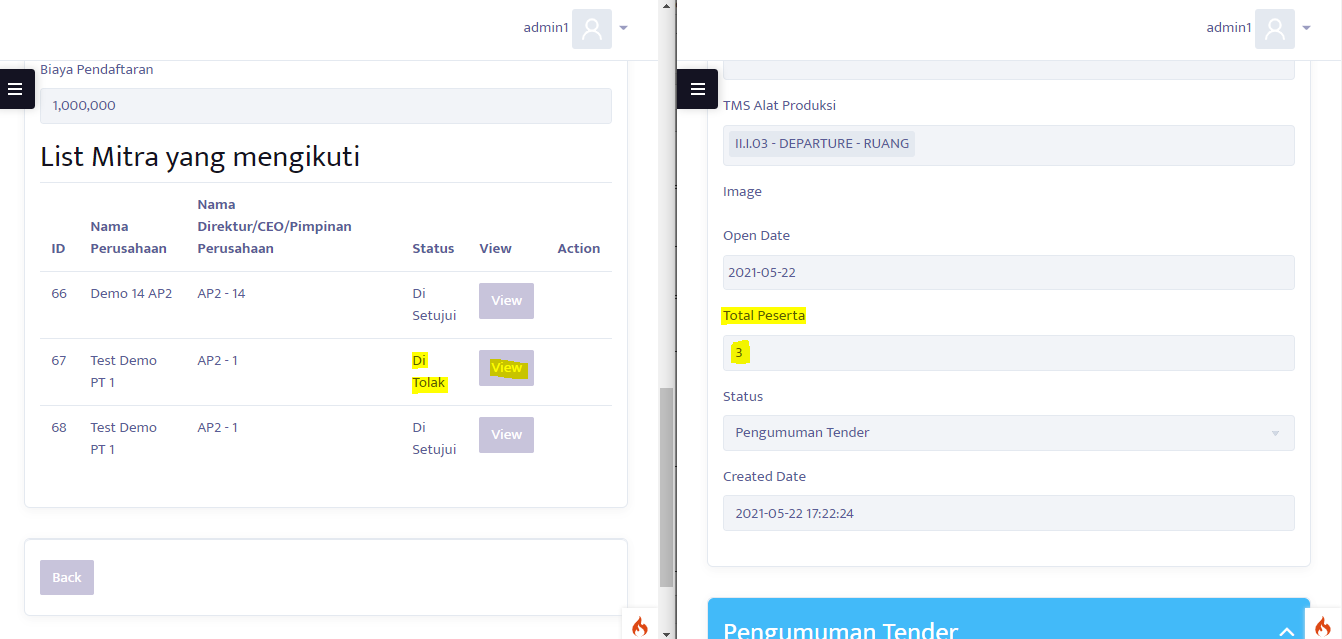 admin1
Biaya Pendaftaran
1,000,000
List Mitra yang mengikuti
Nama
Nama Direktur/CEO/Pimpinan
ID Perusahaan Perusahaan Status View Action
66 Demo 14 AP2 AP2 - 14 Di View
Setujui
67 Test Demo AP2 - 1 Di View
PT 1 Tolak
68 Test Demo AP2 - 1 Di View
PT 1 Setujui
Back
admin1
TMS Alat Produksi
II.I.03 - DEPARTURE - RUANG
Image
Open Date
2021-05-22
Total Peserta
3
Status
Pengumuman Tender
Created Date
2021-05-22 17:22:24
Pengumuman Tender